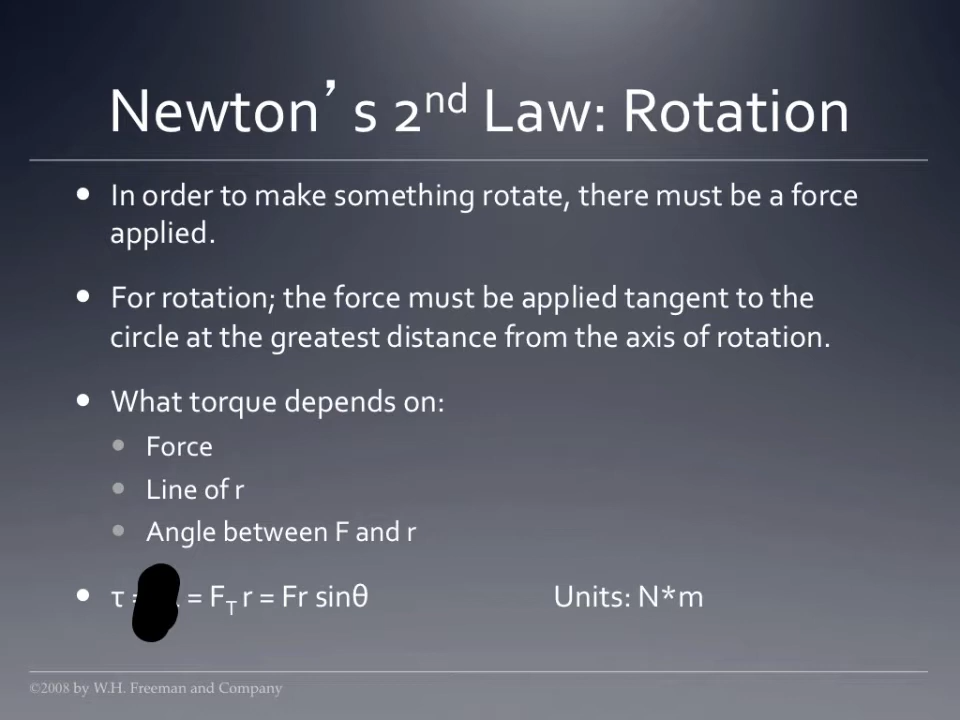 Newton's 2nd Law: Rotation
• In order to make something rotate, there must be a force
applied.
• For rotation; the force must be applied tangent to the
circle at the greatest distance from the axis of rotation.
• What torque depends on:
• Force
• Line of r
• Angle between F and r
• τ = = FT r = Fr sinθ Units: N*m
©2008 by W.H. Freeman and Company